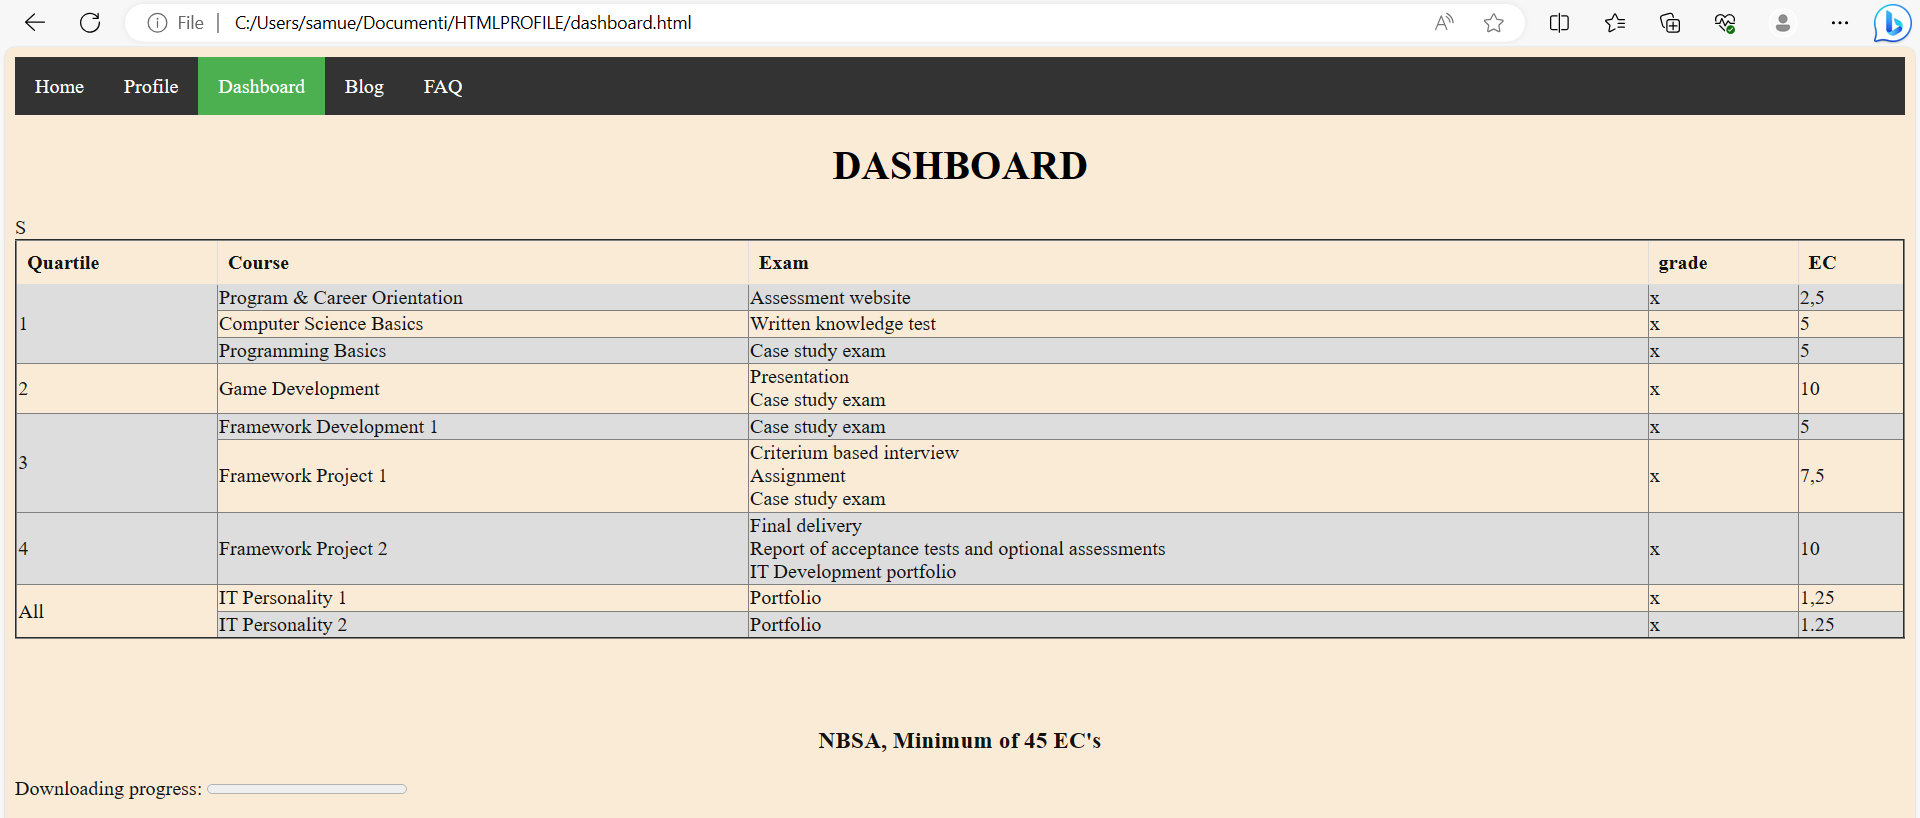 File C:/Users/samue/Documenti/HTMLPROFILE/dashboard.html
Home Profile Dashboard Blog FAQ
DASHBOARD
S
Quartile Course Exam grade EC
1 Program & Career Orientation Assessment website x 2,5
Computer Science Basics Written knowledge test x 5
Programming Basics Case study exam x 5
2 Game Development Presentation
Case study exam x 10
3 Framework Development 1 Case study exam x 5
Framework Project 1 Criterium based interview
Assignment
Case study exam x 7,5
4 Framework Project 2 Final delivery
Report of acceptance tests and optional assessments
IT Development portfolio x 10
All IT Personality 1 Portfolio x 1,25
IT Personality 2 Portfolio x 1.25
NBSA, Minimum of 45 EC's
Downloading progress: